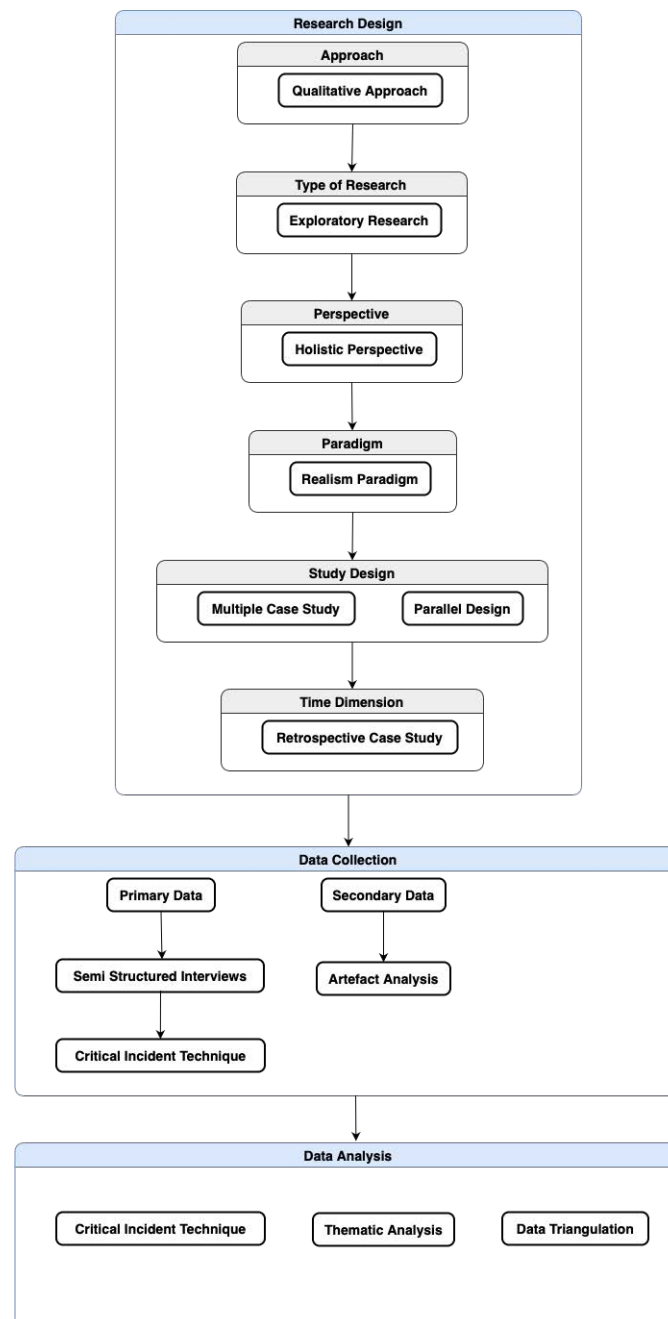 Research Design
Approach
Qualitative Approach
Type of Research
Exploratory Research
Perspective
Holistic Perspective
Paradigm
Realism Paradigm
Study Design
Multiple Case Study
Parallel Design
Time Dimension
Retrospective Case Study
Data Collection
Primary Data
Secondary Data
Semi Structured Interviews
Artefact Analysis
Critical Incident Technique
Data Analysis
Critical Incident Technique
Thematic Analysis
Data Triangulation